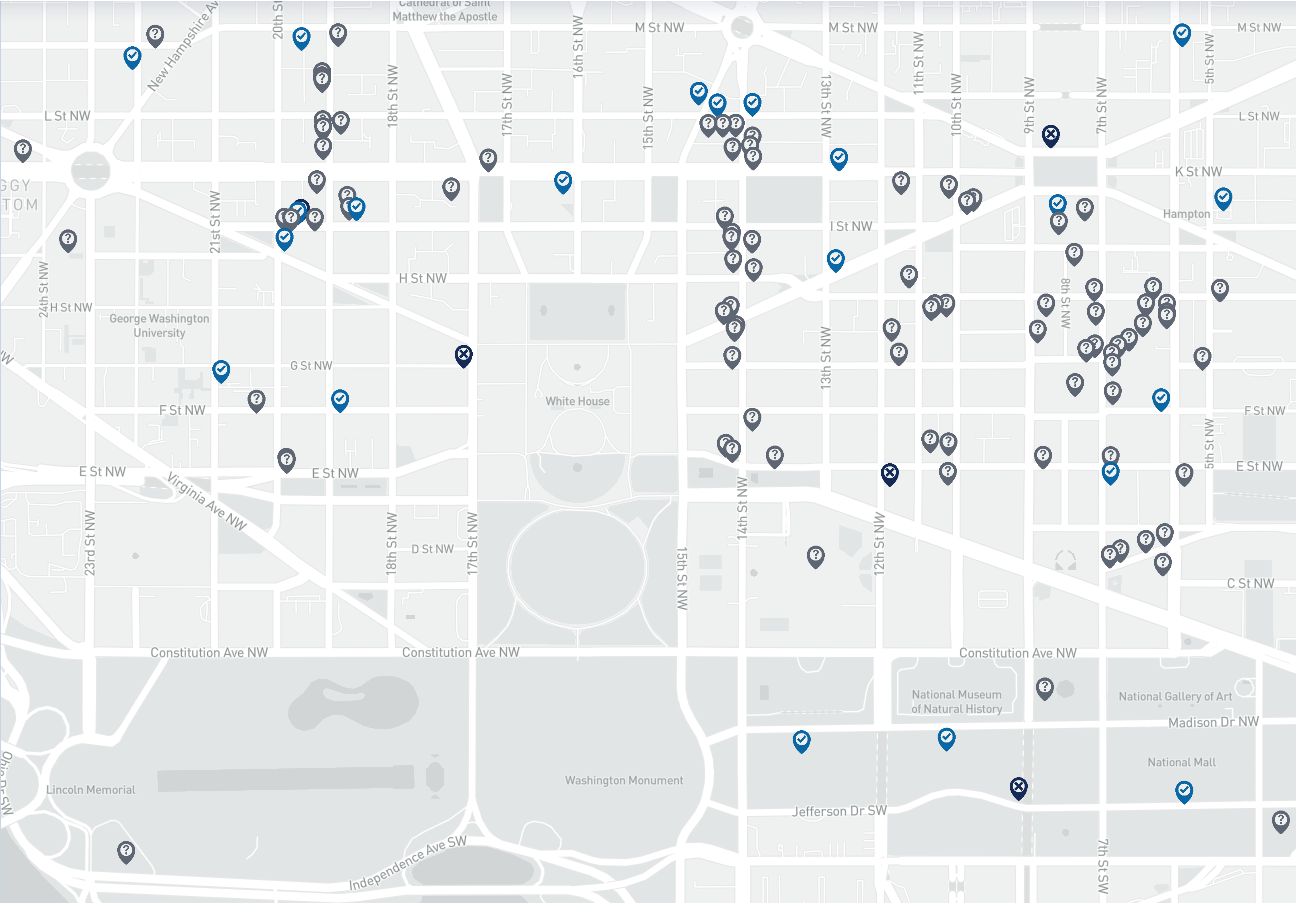 Cathedral of Saint
Matthew the Apostle
20th St
New Hampshire Av
M St NW
M St NW
M St NW
16th St NW
11th St NW
5th St NW
18th St NW
17th St NW
15th St NW
13th St NW
10th St NW
9th St NW
7th St NW
L St NW
L St NW
GGY
TOM
K St NW
21st St NW
Hampton
I St NW
24th St NW
H St NW
H St NW
8th St NW
George Washington
University
G St NW
13th St NW
White House
F St NW
F St NW
5th St NW
E St NW
E St NW
E St NW
Virginia Ave NW
14th St NW
23rd St NW
18th St NW
17th St NW
D St NW
15th St NW
12th St NW
C St NW
Constitution Ave NW
Constitution Ave NW
Constitution Ave NW
National Museum
of Natural History
National Gallery of Art
Madison Dr NW
Ohio Dr SW
Lincoln Memorial
Washington Monument
National Mall
Jefferson Dr SW
Independence Ave SW
7th St SW